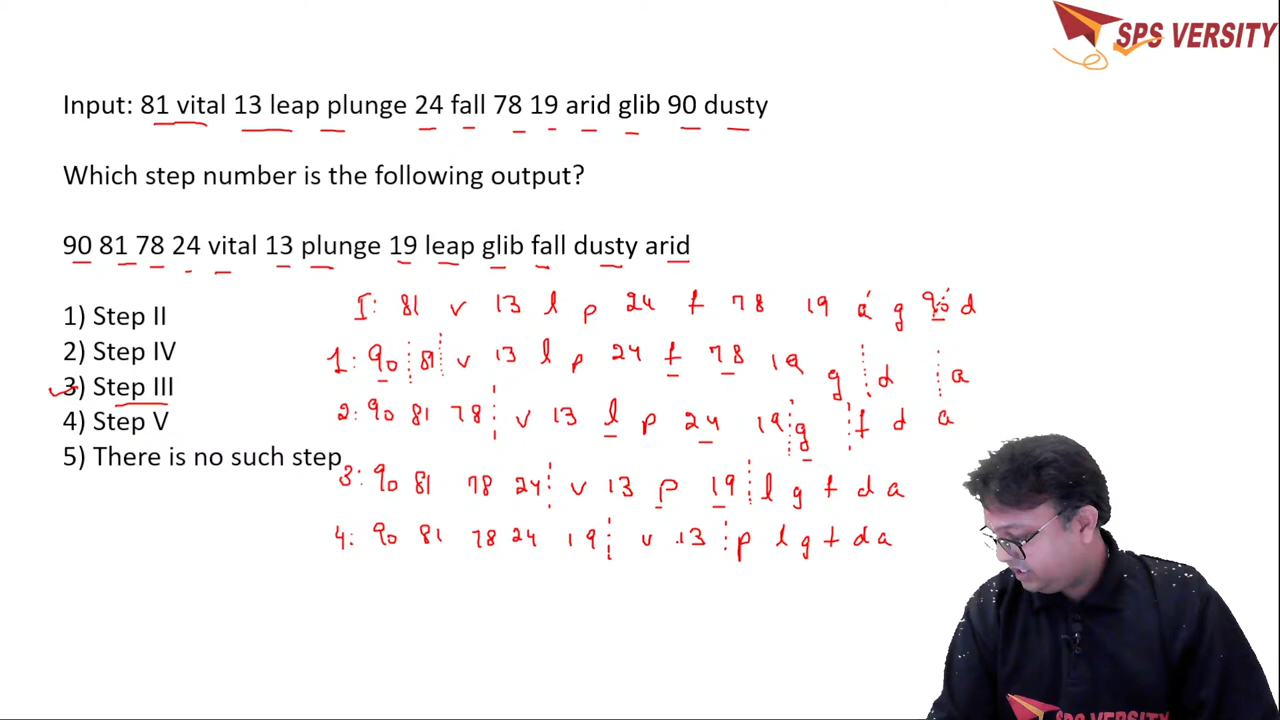 SPS VERSITY
Input: 81 vital 13 leap plunge 24 fall 78 19 arid glib 90 dusty
Which step number is the following output?
90 81 78 24 vital 13 plunge 19 leap glib fall dusty arid
1) Step II
2) Step IV
3) Step III
4) Step V
5) There is no such step
I: 81 v 13 l p 24 f 78 19 a g 90 d
1: 90 81 v 13 l p 24 f 78 19 g d a
2: 90 81 78 v 13 l p 24 19 g f d a
3: 90 81 78 24 v 13 p 19 l g f d a
4: 90 81 78 24 19 v 13 p l g f d a
SPS VERSITY